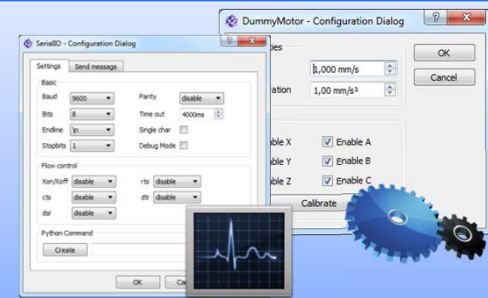 DummyMotor - Configuration Dialog
OK
1,000 mm/s
Cancel
1,00 mm/s²
Enable A
Enable B
Enable C
Calibrate
SerialIO - Configuration Dialog
Settings Send message
Basic
Baud 9600 Parity disable
Bits 8 Time out 4000ms
Endline \n Single char
Stopbits 1 Debug Mode
Flow control
Xon/Xoff disable rts disable
cts disable dtr disable
dsr disable
Python Command
Create
OK